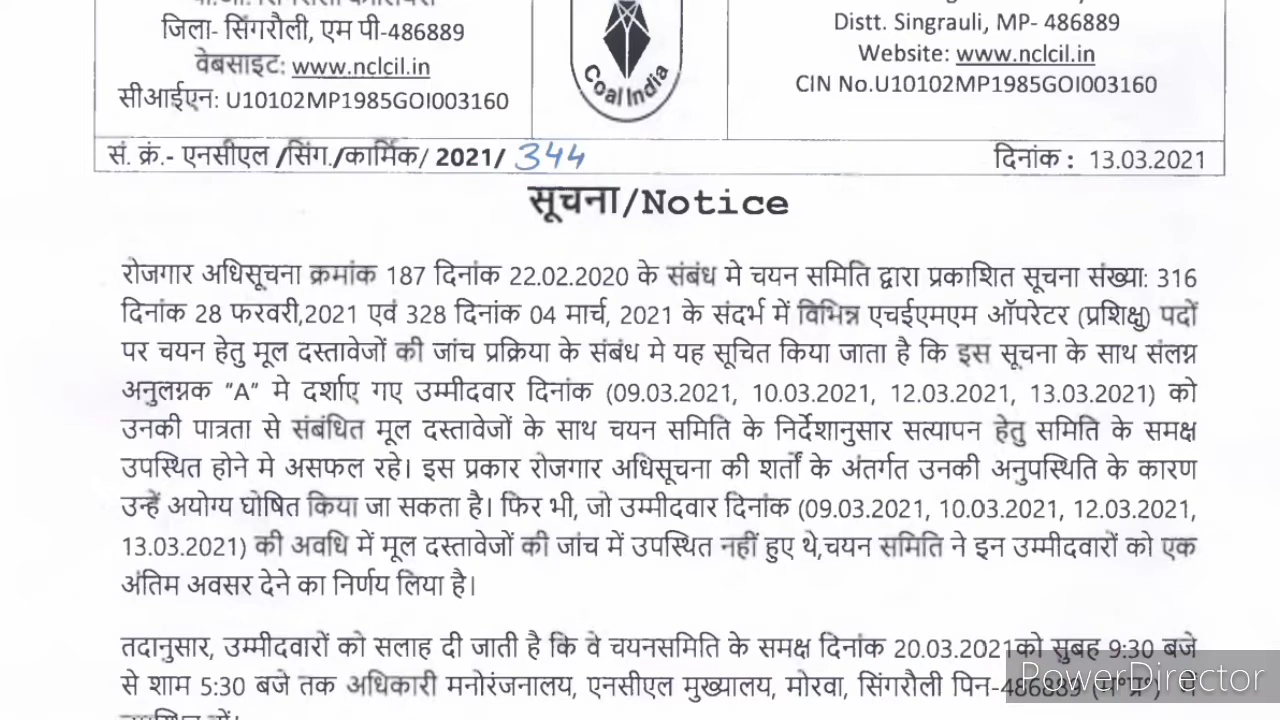 जिला- सिंगरौली, एम पी-486889
वेबसाइट: www.nclcil.in
सीआईएन: U10102MP1985GOI003160
Coal India
Distt. Singrauli, MP- 486889
Website: www.nclcil.in
CIN No.U10102MP1985GOI003160
सं. क्रं.- एनसीएल /सिंग./कार्मिक/ 2021/ 344
दिनांक : 13.03.2021
सूचना/Notice
रोजगार अधिसूचना क्रमांक 187 दिनांक 22.02.2020 के संबंध मे चयन समिति द्वारा प्रकाशित सूचना संख्या: 316
दिनांक 28 फरवरी,2021 एवं 328 दिनांक 04 मार्च, 2021 के संदर्भ में विभिन्न एचईएमएम ऑपरेटर (प्रशिक्षु) पदों
पर चयन हेतु मूल दस्तावेजों की जांच प्रक्रिया के संबंध मे यह सूचित किया जाता है कि इस सूचना के साथ संलग्न
अनुलग्नक "A" मे दर्शाए गए उम्मीदवार दिनांक (09.03.2021, 10.03.2021, 12.03.2021, 13.03.2021) को
उनकी पात्रता से संबंधित मूल दस्तावेजों के साथ चयन समिति के निर्देशानुसार सत्यापन हेतु समिति के समक्ष
उपस्थित होने मे असफल रहे। इस प्रकार रोजगार अधिसूचना की शर्तों के अंतर्गत उनकी अनुपस्थिति के कारण
उन्हें अयोग्य घोषित किया जा सकता है। फिर भी, जो उम्मीदवार दिनांक (09.03.2021, 10.03.2021, 12.03.2021,
13.03.2021) की अवधि में मूल दस्तावेजों की जांच में उपस्थित नहीं हुए थे,चयन समिति ने इन उम्मीदवारों को एक
अंतिम अवसर देने का निर्णय लिया है।
तदानुसार, उम्मीदवारों को सलाह दी जाती है कि वे चयनसमिति के समक्ष दिनांक 20.03.2021को सुबह 9:30 बजे
से शाम 5:30 बजे तक अधिकारी मनोरंजनालय, एनसीएल मुख्यालय, मोरवा, सिंगरौली पिन-486889
PowerDirector